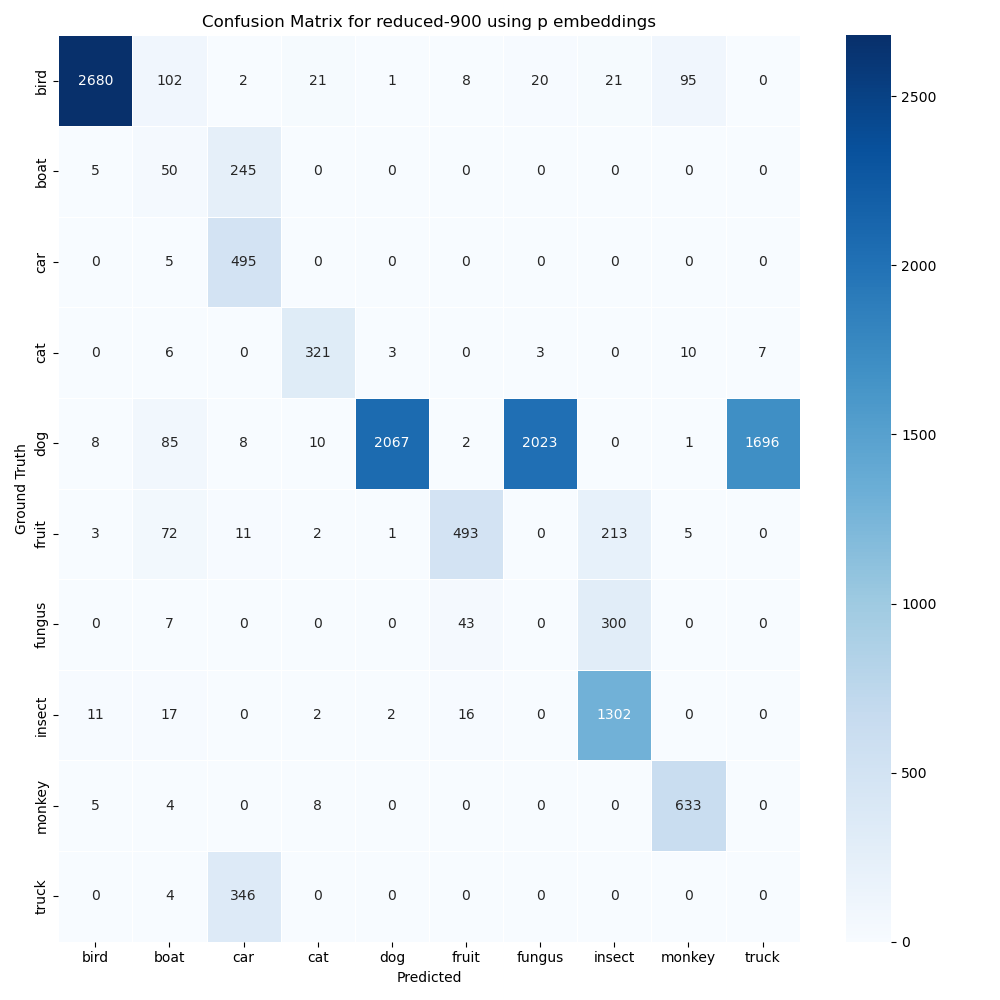 Confusion Matrix for reduced-900 using p embeddings
bird 2680 102 2 21 1 8 20 21 95 0
boat 5 50 245 0 0 0 0 0 0 0
car 0 5 495 0 0 0 0 0 0 0
cat 0 6 0 321 3 0 3 0 10 7
dog 8 85 8 10 2067 2 2023 0 1 1696
fruit 3 72 11 2 1 493 0 213 5 0
fungus 0 7 0 0 0 43 0 300 0 0
insect 11 17 0 2 2 16 0 1302 0 0
monkey 5 4 0 8 0 0 0 0 633 0
truck 0 4 346 0 0 0 0 0 0 0
bird boat car cat dog fruit fungus insect monkey truck
Predicted
Ground Truth
2500
2000
1500
1000
500
0